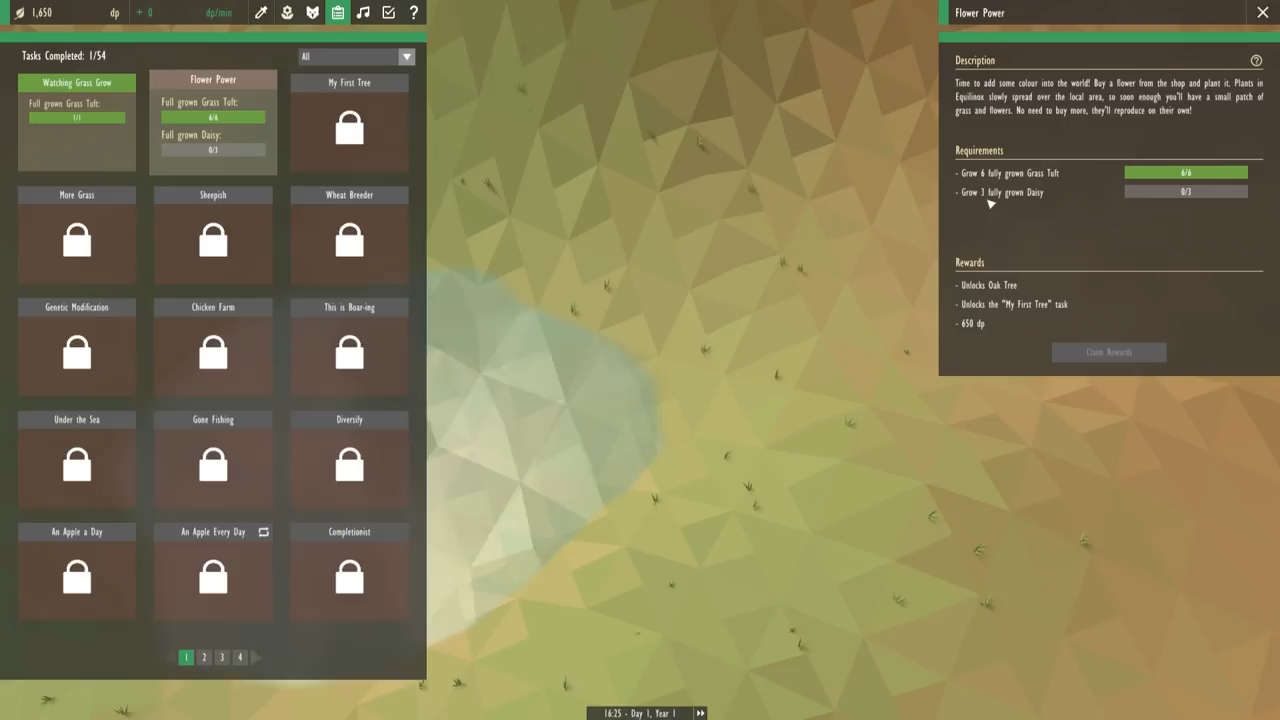 1,650 dp + 0 dp/min
Tasks Completed: 1/54
All
Watching Grass Grow
Full grown Grass Tuft:
1/1
Flower Power
Full grown Grass Tuft:
6/6
Full grown Daisy:
0/3
My First Tree
More Grass
Sheepish
Wheat Breeder
Genetic Modification
Chicken Farm
This is Boar-ing
Under the Sea
Gone Fishing
Diversify
An Apple a Day
An Apple Every Day
Completionist
1 2 3 4
16:25 - Day 1, Year 1
Flower Power
Description
Time to add some colour into the world! Buy a flower from the shop and plant it. Plants in
Equilinox slowly spread over the local area, so soon enough you'll have a small patch of
grass and flowers. No need to buy more, they'll reproduce on their own!
Requirements
- Grow 6 fully grown Grass Tuft 6/6
- Grow 3 fully grown Daisy 0/3
Rewards
- Unlocks Oak Tree
- Unlocks the "My First Tree" task
- 650 dp
Claim Rewards